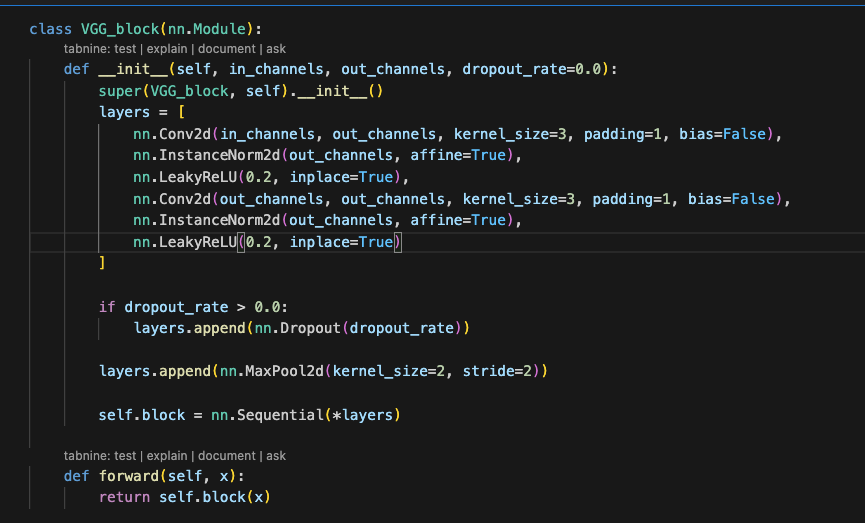 class VGG_block(nn.Module):
tabnine: test | explain | document | ask
def __init__(self, in_channels, out_channels, dropout_rate=0.0):
super(VGG_block, self).__init__()
layers = [
nn.Conv2d(in_channels, out_channels, kernel_size=3, padding=1, bias=False),
nn.InstanceNorm2d(out_channels, affine=True),
nn.LeakyReLU(0.2, inplace=True),
nn.Conv2d(out_channels, out_channels, kernel_size=3, padding=1, bias=False),
nn.InstanceNorm2d(out_channels, affine=True),
nn.LeakyReLU(0.2, inplace=True)
]
if dropout_rate > 0.0:
layers.append(nn.Dropout(dropout_rate))
layers.append(nn.MaxPool2d(kernel_size=2, stride=2))
self.block = nn.Sequential(*layers)
tabnine: test | explain | document | ask
def forward(self, x):
return self.block(x)